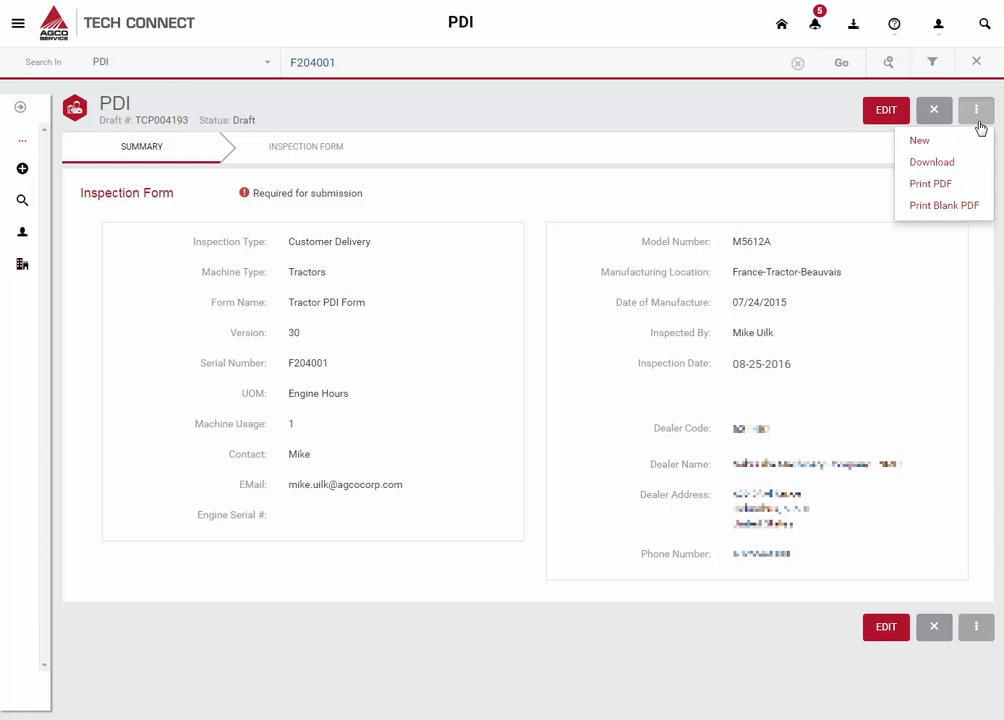 AGCO
SERVICE
TECH CONNECT
PDI
5
Search In
PDI
F204001
Go
PDI
Draft #: TCP004193 Status: Draft
EDIT
New
Download
Print PDF
Print Blank PDF
SUMMARY
INSPECTION FORM
Inspection Form
Required for submission
Inspection Type: Customer Delivery
Machine Type: Tractors
Form Name: Tractor PDI Form
Version: 30
Serial Number: F204001
UOM: Engine Hours
Machine Usage: 1
Contact: Mike
EMail: mike.uilk@agcocorp.com
Engine Serial #:
Model Number: M5612A
Manufacturing Location: France-Tractor-Beauvais
Date of Manufacture: 07/24/2015
Inspected By: Mike Uilk
Inspection Date: 08-25-2016
Dealer Code:
Dealer Name:
Dealer Address:
Phone Number:
EDIT